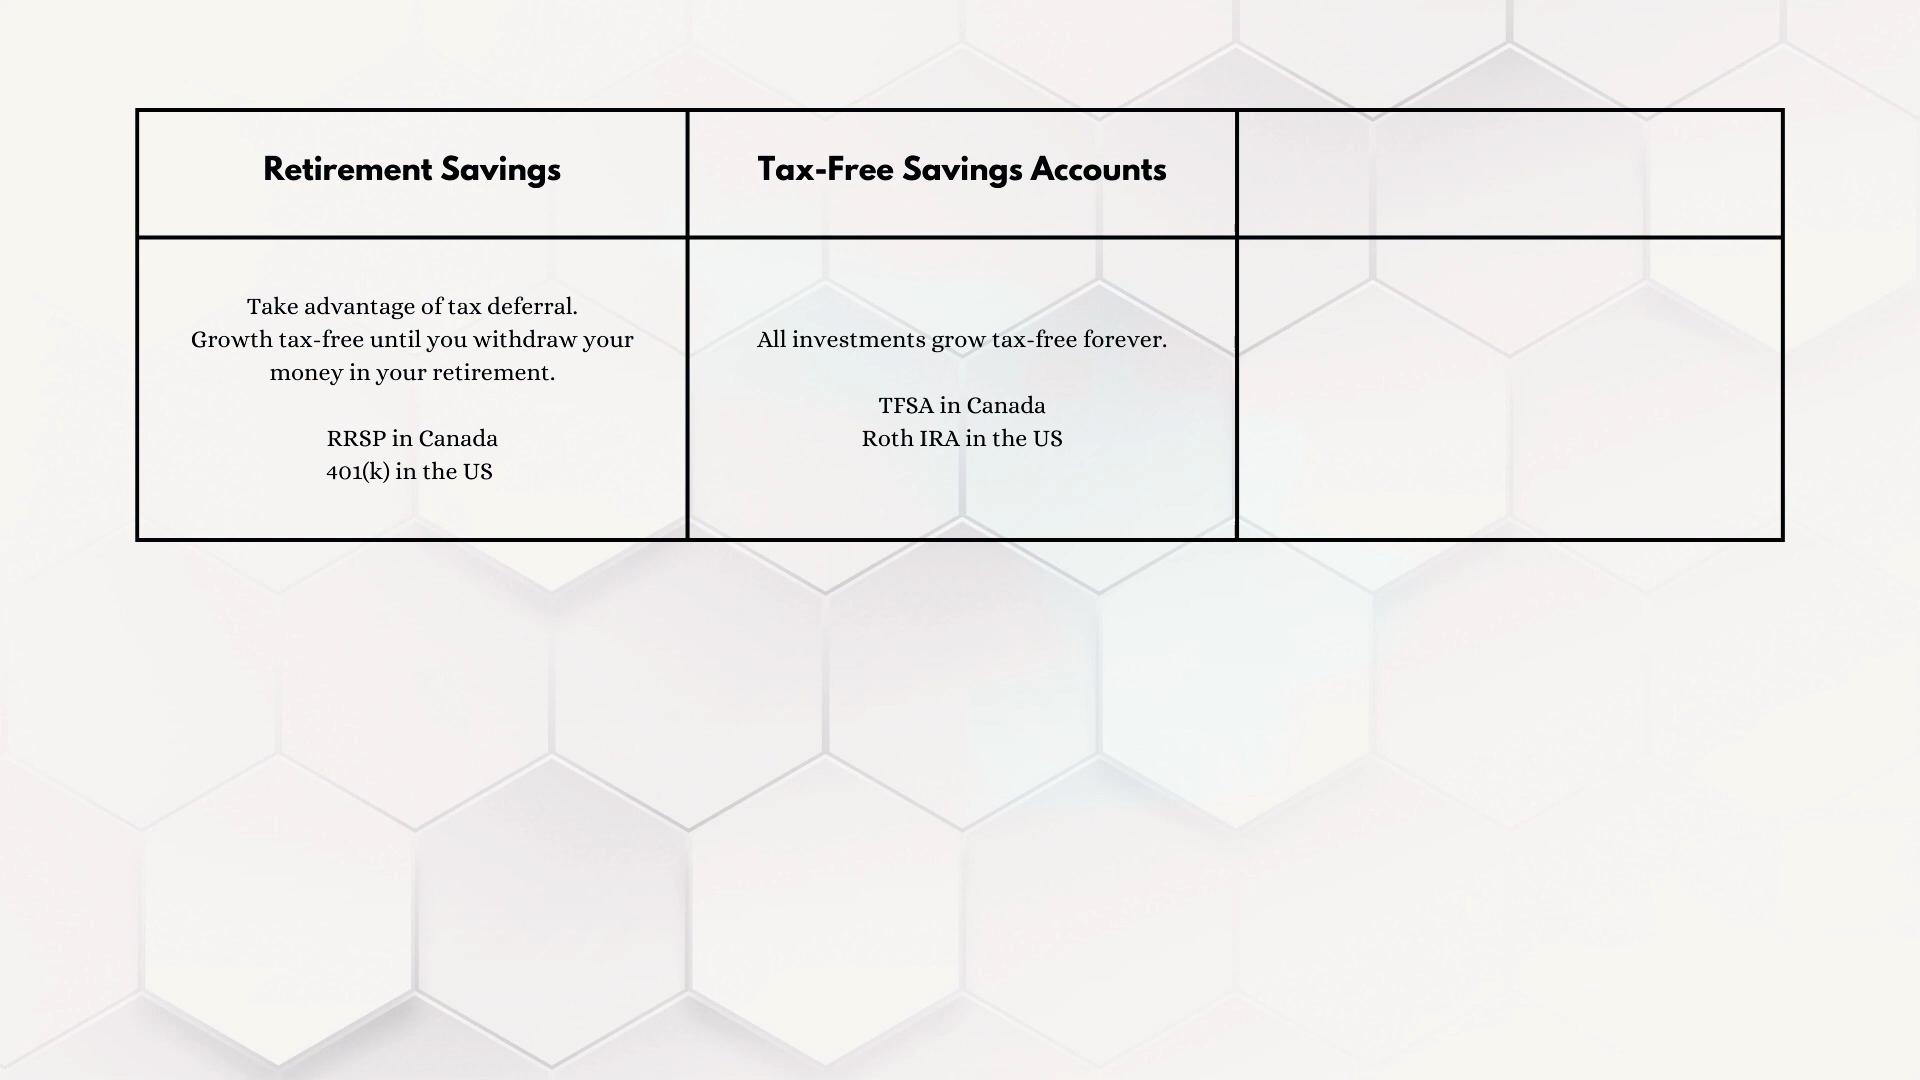 Retirement Savings
Tax-Free Savings Accounts
Take advantage of tax deferral.
Growth tax-free until you withdraw your
money in your retirement.
RRSP in Canada
401(k) in the US
All investments grow tax-free forever.
TFSA in Canada
Roth IRA in the US